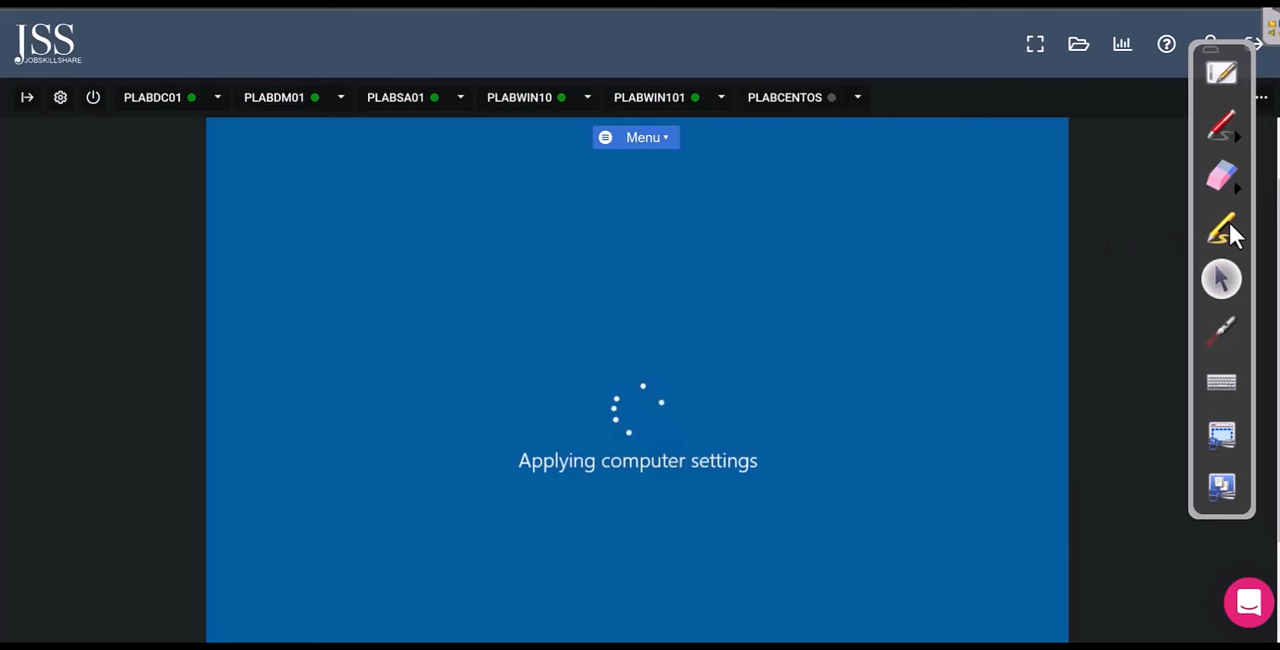 JSS
JOBSKILLSHARE
PLABDC01 PLABDM01 PLABSA01 PLABWIN10 PLABWIN101 PLABCENTOS
Menu
Applying computer settings